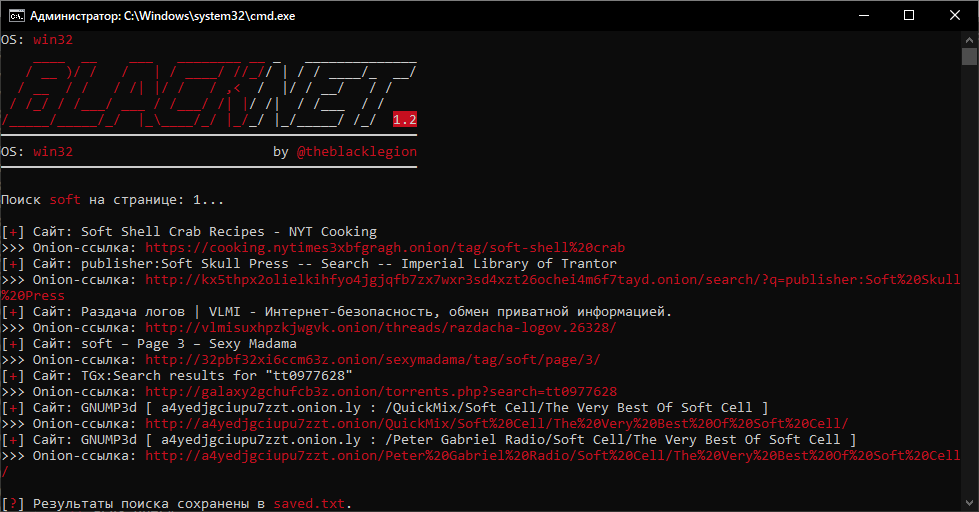 Администратор: C:\Windows\system32\cmd.exe
OS: win32
BLACKNET
1.2
OS: win32 by @theblacklegion
Поиск soft на странице: 1...
[+] Сайт: Soft Shell Crab Recipes - NYT Cooking
>>> Onion-ссылка: https://cooking.nytimes3xbfgragh.onion/tag/soft-shell%20crab
[+] Сайт: publisher:Soft Skull Press -- Search -- Imperial Library of Trantor
>>> Onion-ссылка: http://kx5thpx2olielkihfyo4jgjqfb7zx7wxr3sd4xzt26ochei4m6f7tayd.onion/search/?q=publisher:Soft%20Skull
%20Press
[+] Сайт: Раздача логов | VLMI - Интернет-безопасность, обмен приватной информацией.
>>> Onion-ссылка: http://vlmisuxhpzkjwgvk.onion/threads/razdacha-logov.26328/
[+] Сайт: soft – Page 3 – Sexy Madama
>>> Onion-ссылка: http://32pbf32xi6ccm63z.onion/sexymadama/tag/soft/page/3/
[+] Сайт: TGx:Search results for "tt0977628"
>>> Onion-ссылка: http://galaxy2gchufcb3z.onion/torrents.php?search=tt0977628
[+] Сайт: GNUMP3d [ a4yedjgciupu7zzt.onion.ly : /QuickMix/Soft Cell/The Very Best Of Soft Cell ]
>>> Onion-ссылка: http://a4yedjgciupu7zzt.onion/QuickMix/Soft%20Cell/The%20Very%20Best%20Of%20Soft%20Cell/
[+] Сайт: GNUMP3d [ a4yedjgciupu7zzt.onion.ly : /Peter Gabriel Radio/Soft Cell/The Very Best Of Soft Cell ]
>>> Onion-ссылка: http://a4yedjgciupu7zzt.onion/Peter%20Gabriel%20Radio/Soft%20Cell/The%20Very%20Best%20Of%20Soft%20Cell
/
[?] Результаты поиска сохранены в saved.txt.